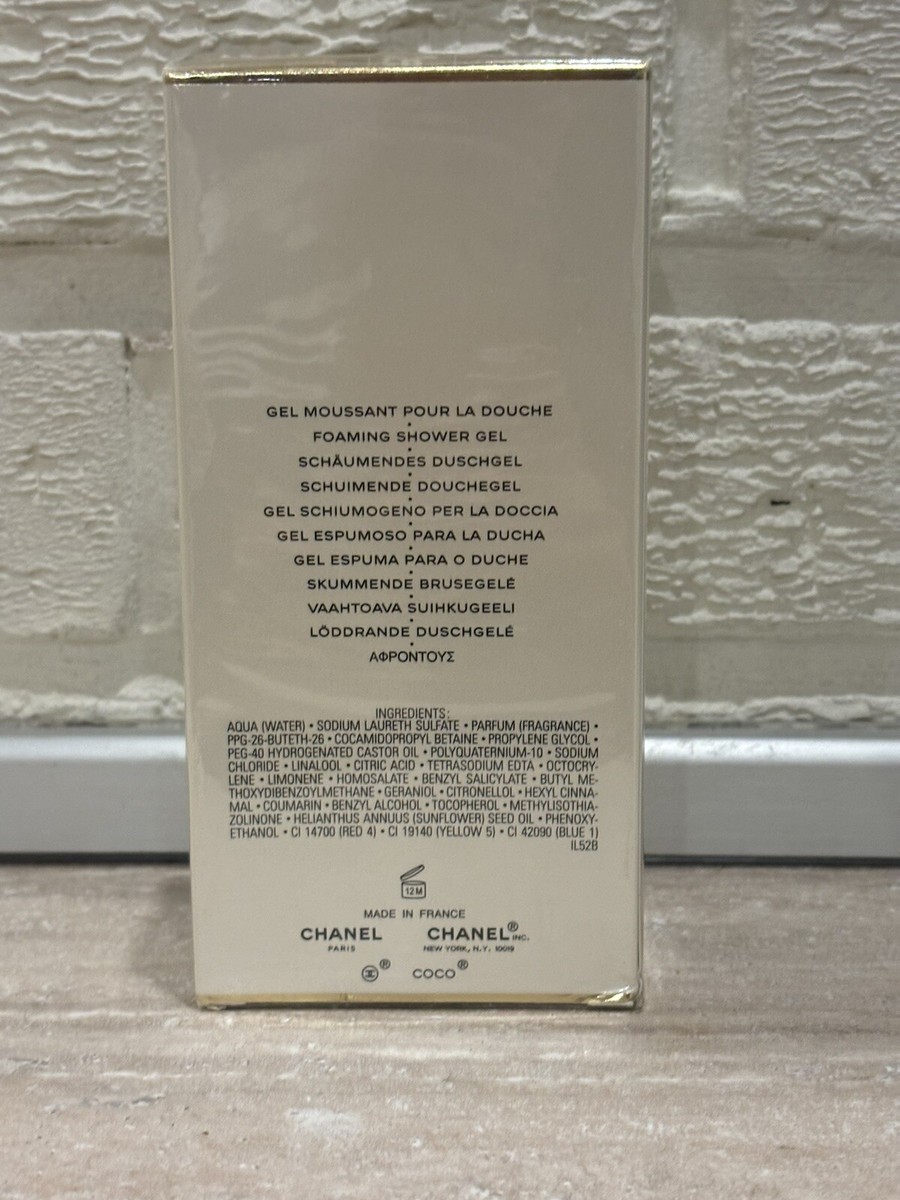 GEL MOUSSANT POUR LA DOUCHE
FOAMING SHOWER GEL
SCHÄUMENDES DUSCHGEL
SCHUIMENDE DOUCHEGEL
GEL SCHIUMOGENO PER LA DOCCIA
GEL ESPUMOSO PARA LA DUCHA
GEL ESPUMA PARA O DUCHE
SKUMMENDE BRUSEGELÉ
VAAHTOAVA SUIHKUGEELI
LÖDDRANDE DUSCHGELÉ
ΑΦΡΟΝΤΟΥΣ
INGREDIENTS:
AQUA (WATER) • SODIUM LAURETH SULFATE • PARFUM (FRAGRANCE) •
PPG-26-BUTETH-26 • COCAMIDOPROPYL BETAINE • PROPYLENE GLYCOL •
PEG-40 HYDROGENATED CASTOR OIL • POLYQUATERNIUM-10 • SODIUM
CHLORIDE • LINALOOL • CITRIC ACID • TETRASODIUM EDTA • OCTOCRY-
LENE • LIMONENE • HOMOSALATE • BENZYL SALICYLATE • BUTYL ME-
THOXYDIBENZOYLMETHANE • GERANIOL • CITRONELLOL • HEXYL CINNA-
MAL • COUMARIN • BENZYL ALCOHOL • TOCOPHEROL • METHYLISOTHIA-
ZOLINONE • HELIANTHUS ANNUUS (SUNFLOWER) SEED OIL • PHENOXY-
ETHANOL • CI 14700 (RED 4) • CI 19140 (YELLOW 5) • CI 42090 (BLUE 1)
IL52B
12M
MADE IN FRANCE
CHANEL CHANEL® INC.
PARIS NEW YORK, N.Y. 10019
® COCO®